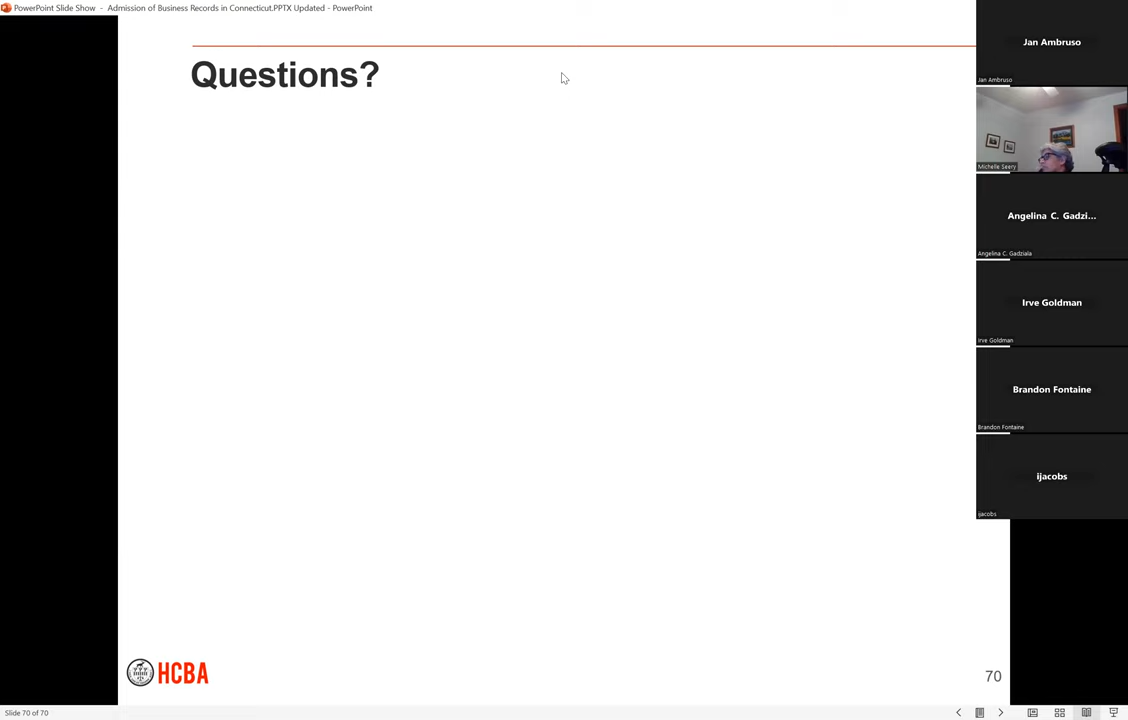 PowerPoint Slide Show - Admission of Business Records in Connecticut.PPTX Updated - PowerPoint
Questions?
Jan Ambruso
Jan Ambruso
Michelle Seery
Angelina C. Gadzi...
Angelina C. Gadziala
Irve Goldman
Irve Goldman
Brandon Fontaine
Brandon Fontaine
ijacobs
ijacobs
HCBA
70
Slide 70 of 70